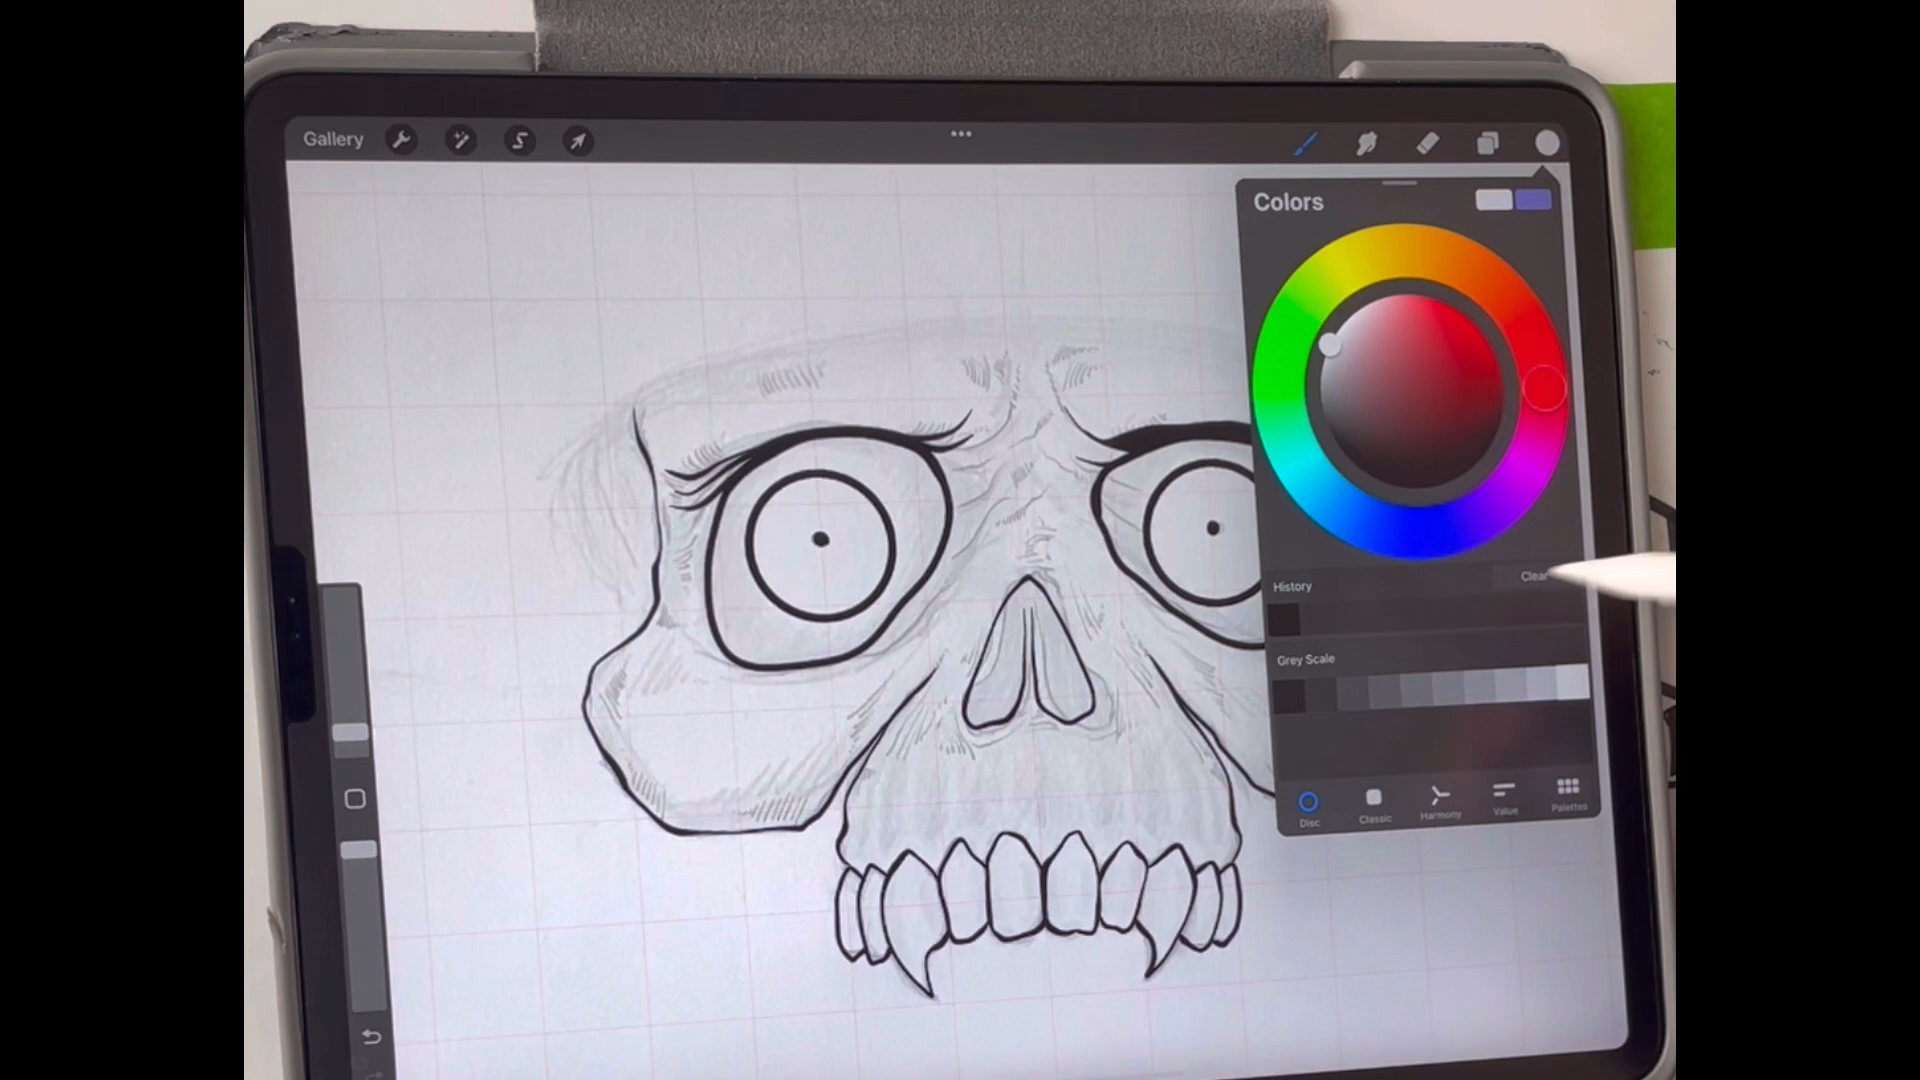 Gallery
Colors
History
Clear
Grey Scale
Disc
Classic
Harmony
Value
Palettes